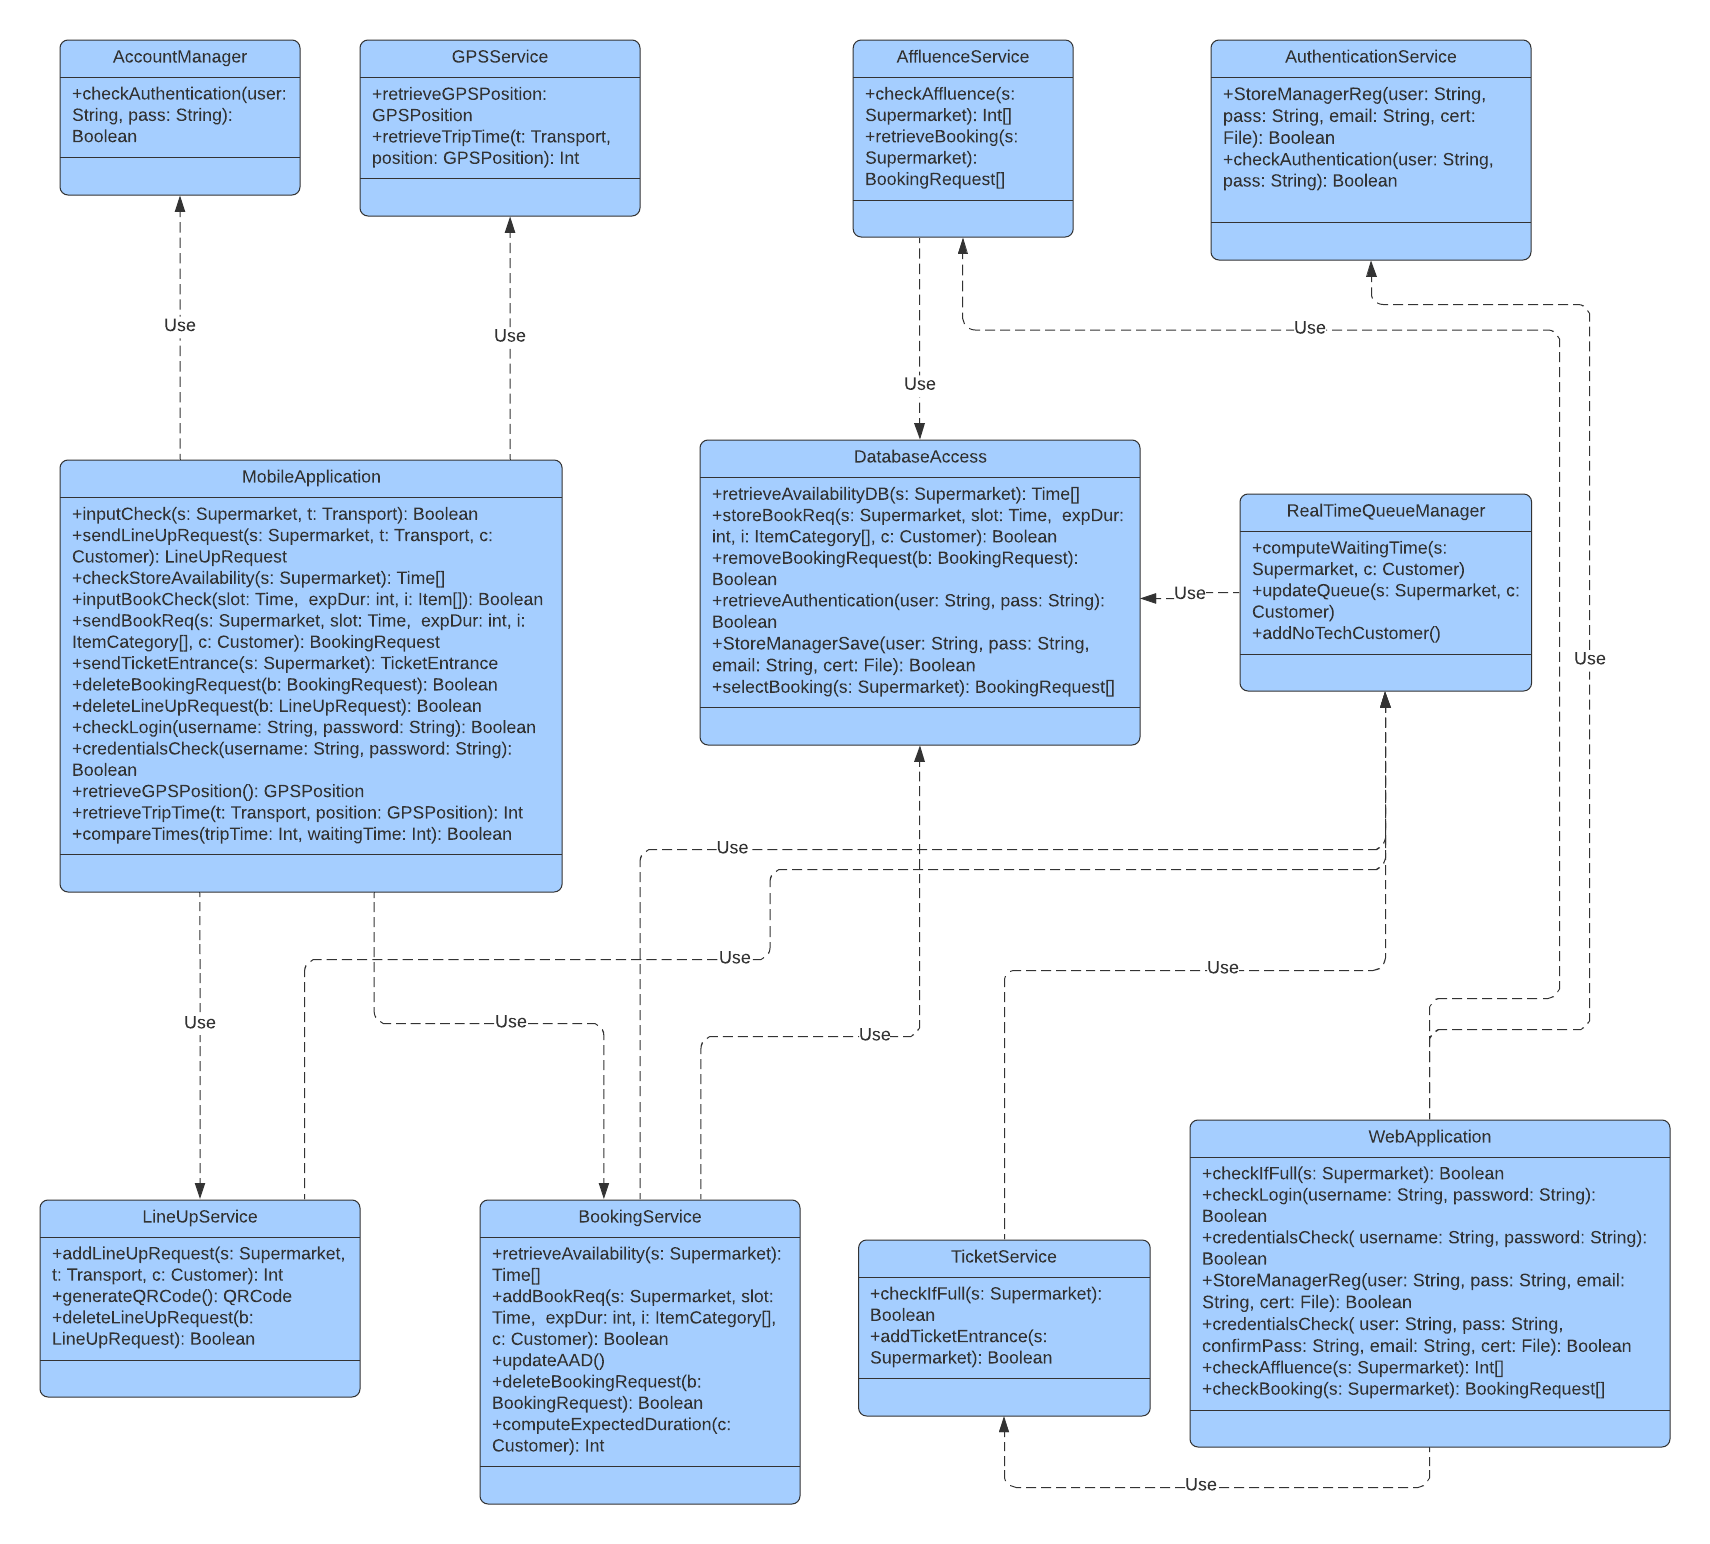 AccountManager
+checkAuthentication(user:
String, pass: String):
Boolean
GPSService
+retrieveGPSPosition:
GPSPosition
+retrieveTripTime(t: Transport,
position: GPSPosition): Int
AffluenceService
+checkAffluence(s:
Supermarket): Int[]
+retrieveBooking(s:
Supermarket):
BookingRequest[]
AuthenticationService
+StoreManagerReg(user: String,
pass: String, email: String, cert:
File): Boolean
+checkAuthentication(user: String,
pass: String): Boolean
Use
Use
Use
Use
MobileApplication
+inputCheck(s: Supermarket, t: Transport): Boolean
+sendLineUpRequest(s: Supermarket, t: Transport, c:
Customer): LineUpRequest
+checkStoreAvailability(s: Supermarket): Time[]
+inputBookCheck(slot: Time,  expDur: int, i: Item[]): Boolean
+sendBookReq(s: Supermarket, slot: Time,  expDur: int, i:
ItemCategory[], c: Customer): BookingRequest
+sendTicketEntrance(s: Supermarket): TicketEntrance
+deleteBookingRequest(b: BookingRequest): Boolean
+deleteLineUpRequest(b: LineUpRequest): Boolean
+checkLogin(username: String, password: String): Boolean
+credentialsCheck(username: String, password: String):
Boolean
+retrieveGPSPosition(): GPSPosition
+retrieveTripTime(t: Transport, position: GPSPosition): Int
+compareTimes(tripTime: Int, waitingTime: Int): Boolean
DatabaseAccess
+retrieveAvailabilityDB(s: Supermarket): Time[]
+storeBookReq(s: Supermarket, slot: Time,  expDur:
int, i: ItemCategory[], c: Customer): Boolean
+removeBookingRequest(b: BookingRequest):
Boolean
+retrieveAuthentication(user: String, pass: String):
Boolean
+StoreManagerSave(user: String, pass: String,
email: String, cert: File): Boolean
+selectBooking(s: Supermarket): BookingRequest[]
Use
RealTimeQueueManager
+computeWaitingTime(s:
Supermarket, c: Customer)
+updateQueue(s: Supermarket, c:
Customer)
+addNoTechCustomer()
Use
Use
Use
Use
Use
Use
Use
LineUpService
+addLineUpRequest(s: Supermarket,
t: Transport, c: Customer): Int
+generateQRCode(): QRCode
+deleteLineUpRequest(b:
LineUpRequest): Boolean
BookingService
+retrieveAvailability(s: Supermarket):
Time[]
+addBookReq(s: Supermarket, slot:
Time,  expDur: int, i: ItemCategory[],
c: Customer): Boolean
+updateAAD()
+deleteBookingRequest(b:
BookingRequest): Boolean
+computeExpectedDuration(c:
Customer): Int
TicketService
+checkIfFull(s: Supermarket):
Boolean
+addTicketEntrance(s:
Supermarket): Boolean
WebApplication
+checkIfFull(s: Supermarket): Boolean
+checkLogin(username: String, password: String):
Boolean
+credentialsCheck( username: String, password: String):
Boolean
+StoreManagerReg(user: String, pass: String, email:
String, cert: File): Boolean
+credentialsCheck( user: String, pass: String,
confirmPass: String, email: String, cert: File): Boolean
+checkAffluence(s: Supermarket): Int[]
+checkBooking(s: Supermarket): BookingRequest[]
Use